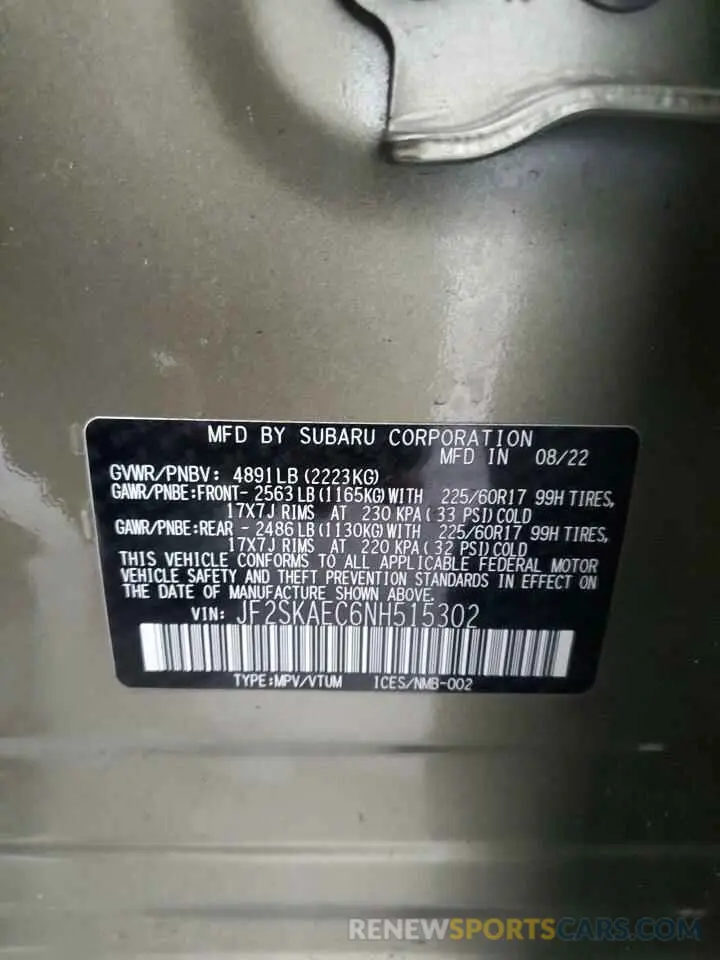 MFD BY SUBARU CORPORATION
MFD IN 08/22
GVWR/PNBV: 4891LB (2223KG)
GAWR/PNBE:FRONT- 2563LB (1165KG)WITH 225/60R17 99H TIRES,
17X7J RIMS AT 230 KPA( 33 PSI)COLD
GAWR/PNBE:REAR - 2486LB (1130KG)WITH 225/60R17 99H TIRES,
17X7J RIMS AT 220 KPA( 32 PSI)COLD
THIS VEHICLE CONFORMS TO ALL APPLICABLE FEDERAL MOTOR
VEHICLE SAFETY AND THEFT PREVENTION STANDARDS IN EFFECT ON
THE DATE OF MANUFACTURE SHOWN ABOVE.
VIN: JF2SKAEC6NH515302
TYPE:MPV/VTUM ICES/NMB-002
RENEWSPORTSCARS.COM